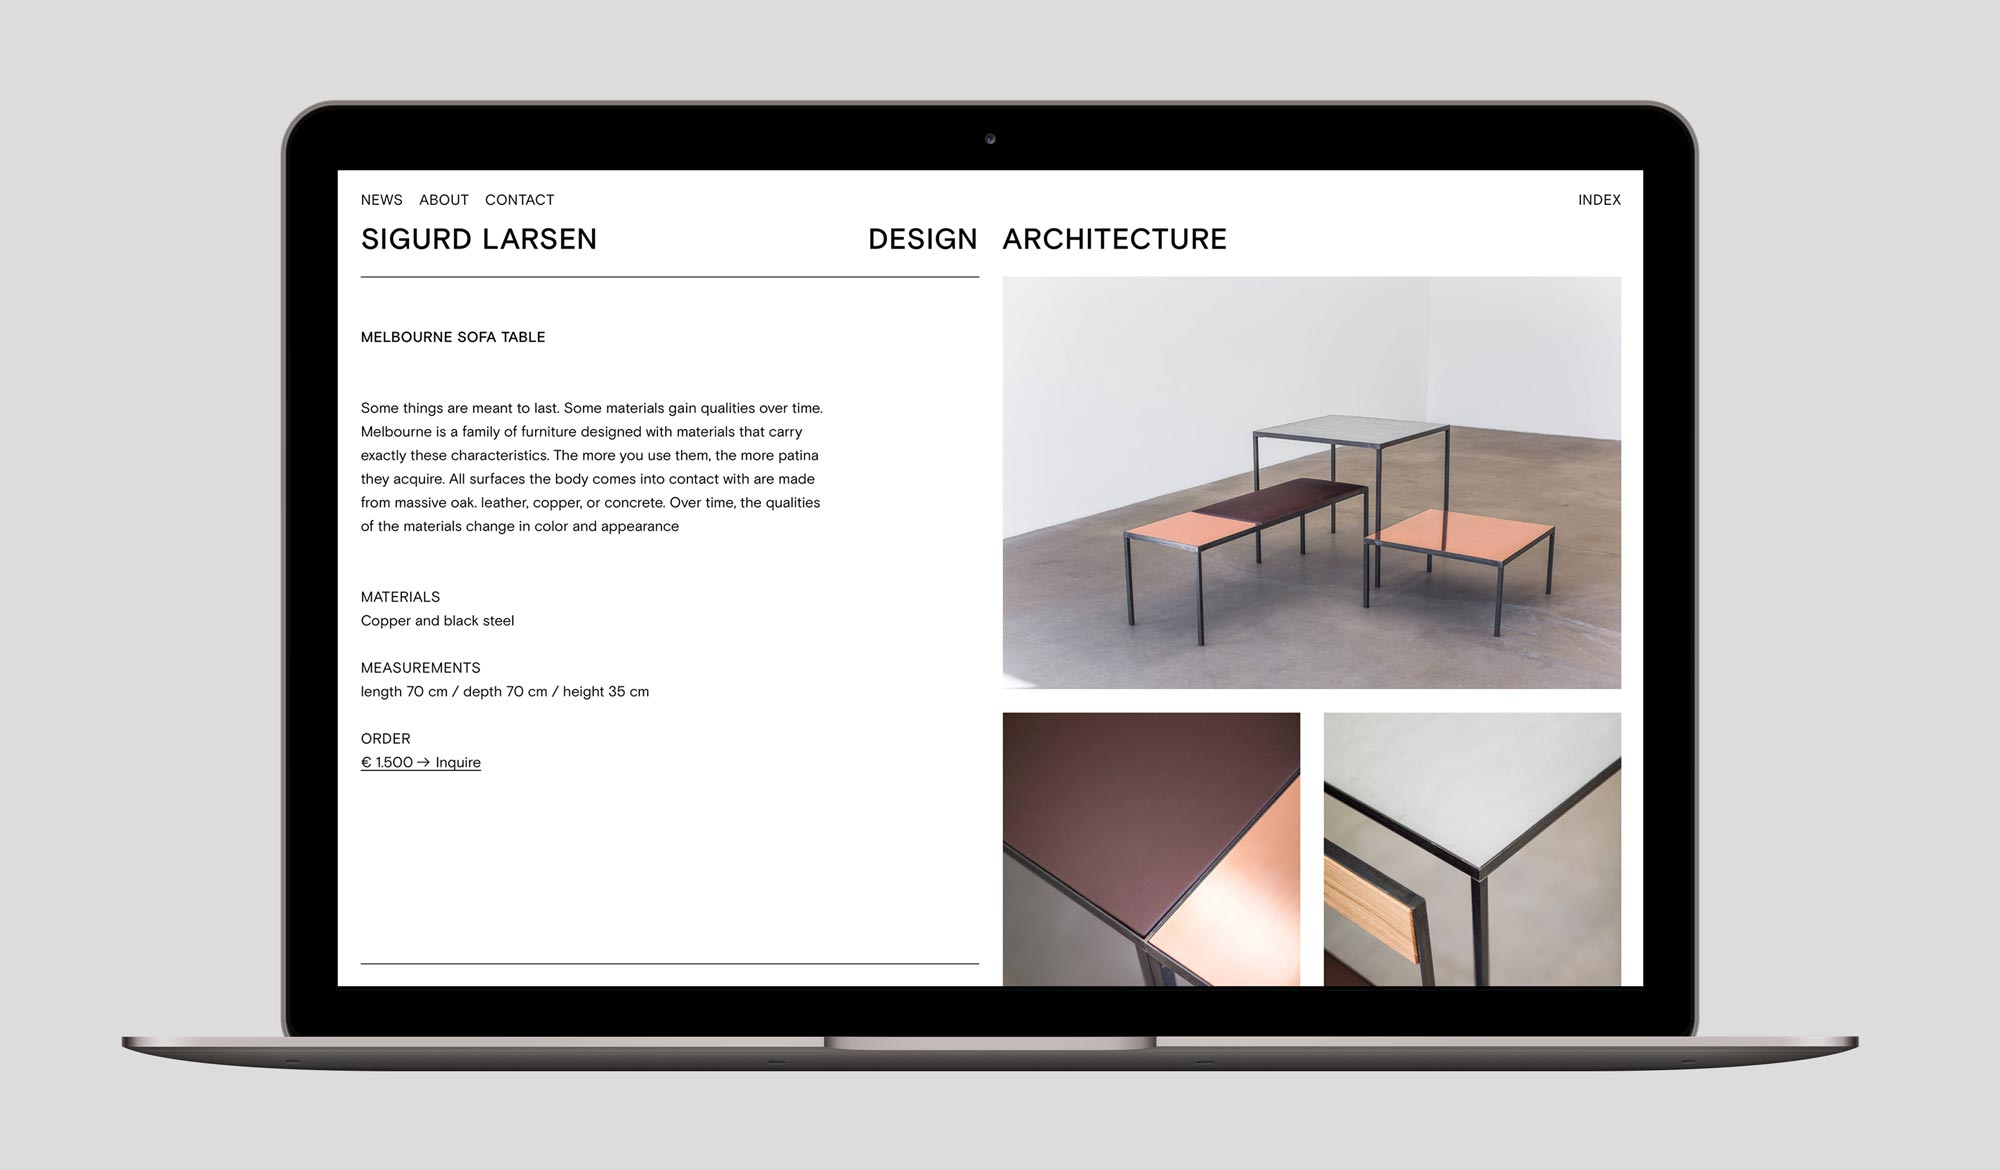 NEWS ABOUT CONTACT INDEX
SIGURD LARSEN DESIGN ARCHITECTURE
MELBOURNE SOFA TABLE
Some things are meant to last. Some materials gain qualities over time.
Melbourne is a family of furniture designed with materials that carry
exactly these characteristics. The more you use them, the more patina
they acquire. All surfaces the body comes into contact with are made
from massive oak. leather, copper, or concrete. Over time, the qualities
of the materials change in color and appearance
MATERIALS
Copper and black steel
MEASUREMENTS
length 70 cm / depth 70 cm / height 35 cm
ORDER
€ 1.500 → Inquire